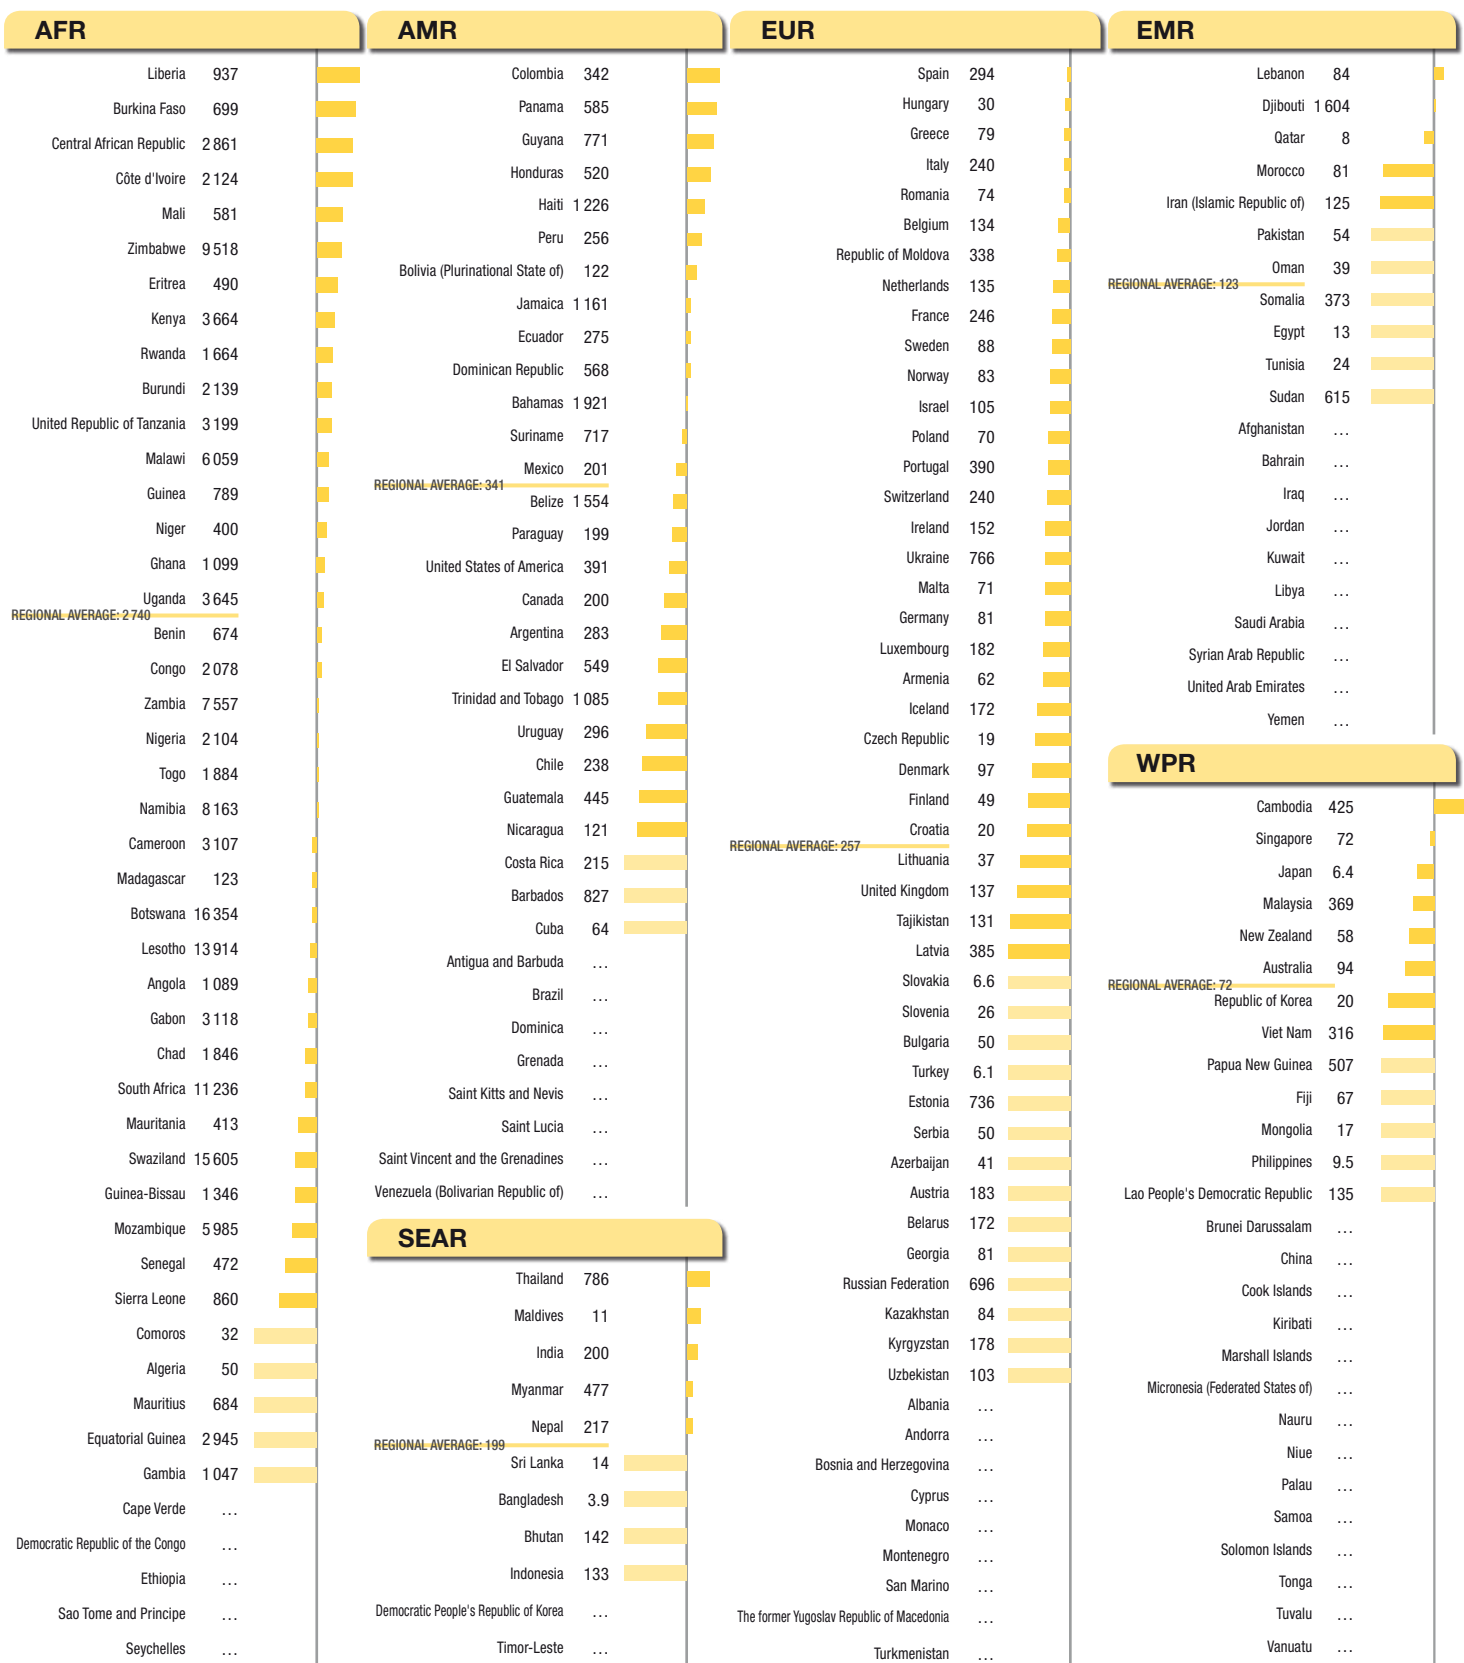 AFR
Liberia 937
Burkina Faso 699
Central African Republic 2 861
Côte d'Ivoire 2 124
Mali 581
Zimbabwe 9 518
Eritrea 490
Kenya 3 664
Rwanda 1 664
Burundi 2 139
United Republic of Tanzania 3 199
Malawi 6 059
Guinea 789
Niger 400
Ghana 1 099
Uganda 3 645
REGIONAL AVERAGE: 2 740
Benin 674
Congo 2 078
Zambia 7 557
Nigeria 2 104
Togo 1 884
Namibia 8 163
Cameroon 3 107
Madagascar 123
Botswana 16 354
Lesotho 13 914
Angola 1 089
Gabon 3 118
Chad 1 846
South Africa 11 236
Mauritania 413
Swaziland 15 605
Guinea-Bissau 1 346
Mozambique 5 985
Senegal 472
Sierra Leone 860
Comoros 32
Algeria 50
Mauritius 684
Equatorial Guinea 2 945
Gambia 1 047
Cape Verde ...
Democratic Republic of the Congo ...
Ethiopia ...
Sao Tome and Principe ...
Seychelles ...
AMR
Colombia 342
Panama 585
Guyana 771
Honduras 520
Haiti 1 226
Peru 256
Bolivia (Plurinational State of) 122
Jamaica 1 161
Ecuador 275
Dominican Republic 568
Bahamas 1 921
Suriname 717
Mexico 201
REGIONAL AVERAGE: 341
Belize 1 554
Paraguay 199
United States of America 391
Canada 200
Argentina 283
El Salvador 549
Trinidad and Tobago 1 085
Uruguay 296
Chile 238
Guatemala 445
Nicaragua 121
Costa Rica 215
Barbados 827
Cuba 64
Antigua and Barbuda ...
Brazil ...
Dominica ...
Grenada ...
Saint Kitts and Nevis ...
Saint Lucia ...
Saint Vincent and the Grenadines ...
Venezuela (Bolivarian Republic of) ...
SEAR
Thailand 786
Maldives 11
India 200
Myanmar 477
Nepal 217
REGIONAL AVERAGE: 199
Sri Lanka 14
Bangladesh 3.9
Bhutan 142
Indonesia 133
Democratic People's Republic of Korea ...
Timor-Leste ...
EUR
Spain 294
Hungary 30
Greece 79
Italy 240
Romania 74
Belgium 134
Republic of Moldova 338
Netherlands 135
France 246
Sweden 88
Norway 83
Israel 105
Poland 70
Portugal 390
Switzerland 240
Ireland 152
Ukraine 766
Malta 71
Germany 81
Luxembourg 182
Armenia 62
Iceland 172
Czech Republic 19
Denmark 97
Finland 49
Croatia 20
REGIONAL AVERAGE: 257
Lithuania 37
United Kingdom 137
Tajikistan 131
Latvia 385
Slovakia 6.6
Slovenia 26
Bulgaria 50
Turkey 6.1
Estonia 736
Serbia 50
Azerbaijan 41
Austria 183
Belarus 172
Georgia 81
Russian Federation 696
Kazakhstan 84
Kyrgyzstan 178
Uzbekistan 103
Albania ...
Andorra ...
Bosnia and Herzegovina ...
Cyprus ...
Monaco ...
Montenegro ...
San Marino ...
The former Yugoslav Republic of Macedonia ...
Turkmenistan ...
EMR
Lebanon 84
Djibouti 1 604
Qatar 8
Morocco 81
Iran (Islamic Republic of) 125
Pakistan 54
Oman 39
REGIONAL AVERAGE: 123
Somalia 373
Egypt 13
Tunisia 24
Sudan 615
Afghanistan ...
Bahrain ...
Iraq ...
Jordan ...
Kuwait ...
Libya ...
Saudi Arabia ...
Syrian Arab Republic ...
United Arab Emirates ...
Yemen ...
WPR
Cambodia 425
Singapore 72
Japan 6.4
Malaysia 369
New Zealand 58
Australia 94
REGIONAL AVERAGE: 72
Republic of Korea 20
Viet Nam 316
Papua New Guinea 507
Fiji 67
Mongolia 17
Philippines 9.5
Lao People's Democratic Republic 135
Brunei Darussalam ...
China ...
Cook Islands ...
Kiribati ...
Marshall Islands ...
Micronesia (Federated States of) ...
Nauru ...
Niue ...
Palau ...
Samoa ...
Solomon Islands ...
Tonga ...
Tuvalu ...
Vanuatu ...